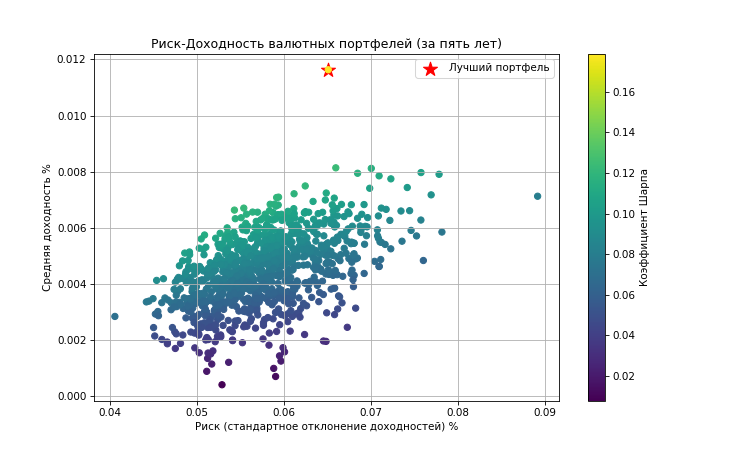 Риск-Доходность валютных портфелей (за пять лет)
Лучший портфель
Средняя доходность %
0.012
0.010
0.008
0.006
0.004
0.002
0.000
0.04 0.05 0.06 0.07 0.08 0.09
Риск (стандартное отклонение доходностей) %
0.16
0.14
0.12
0.10
0.08
0.06
0.04
0.02
Коэффициент Шарпа